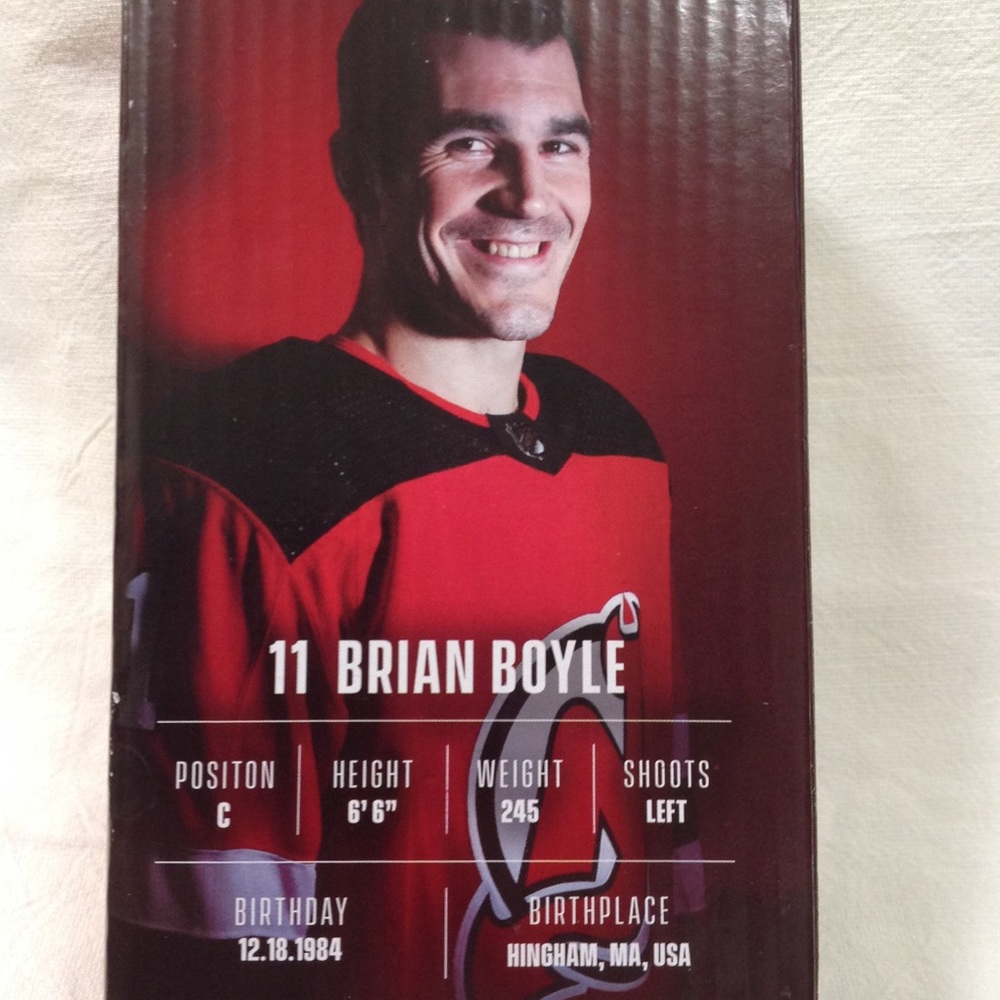 11 BRIAN BOYLE
POSITON HEIGHT WEIGHT SHOOTS
C 6'6" 245 LEFT
BIRTHDAY BIRTHPLACE
12.18.1984 HINGHAM, MA, USA